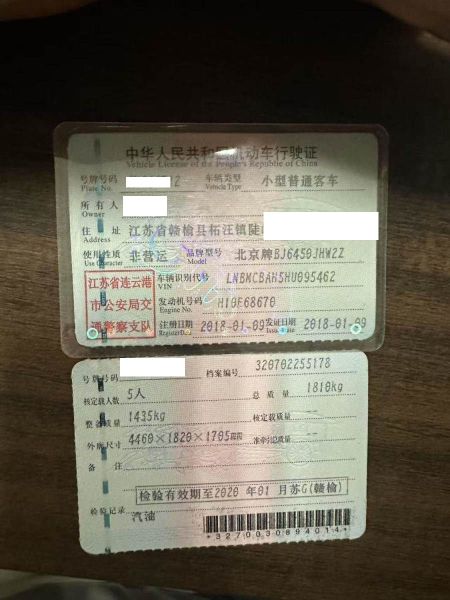 中华人民共和国机动车行驶证
Vehicle License of the People's Republic of China
号牌号码 2 车辆类型 小型普通客车
Plate No. Vehicle Type
所有人
Owner
住址 江苏省赣榆县柘汪镇陡
Address
使用性质 非营运 品牌型号 北京牌BJ6450JHW2Z
Use Character Model
江苏省连云港 车辆识别代号 LNBMCBAH5HU095462
VIN
市公安局交 发动机号码 H10E68670
Engine No.
通警察支队 注册日期 2018-01-09 发证日期 2018-01-09
号牌号码 档案编号 320702255178
核定载人数 5人 总质量 1810kg
整备质量 1435kg 核定载质量 --
外廓尺寸 4460×1820×1705 准牵引总质量 --
备注
检验有效期至2020年01月苏G(赣榆)
检验记录
汽油
*3270030894014*